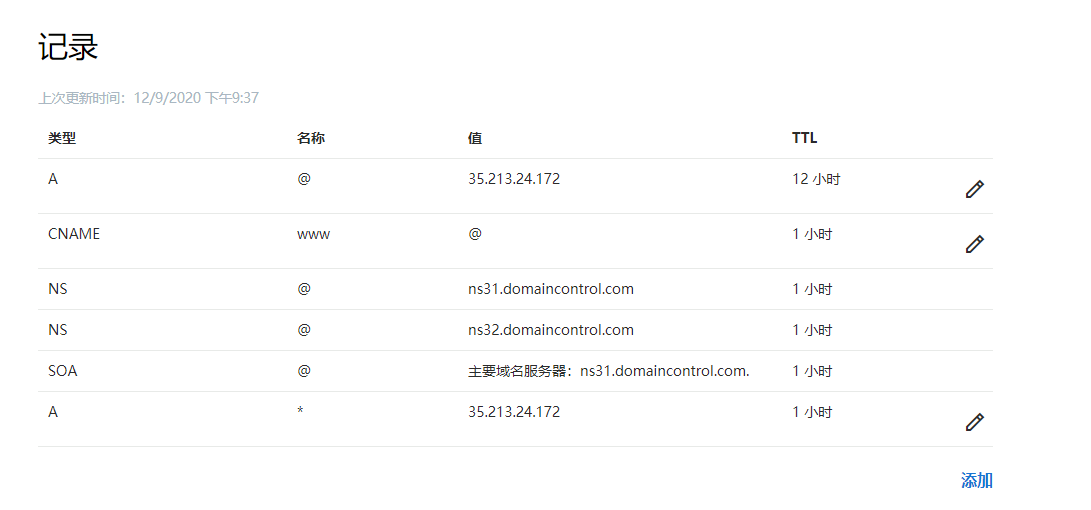 记录
上次更新时间：12/9/2020 下午9:37
类型 名称 值 TTL
A @ 35.213.24.172 12 小时
CNAME www @ 1 小时
NS @ ns31.domaincontrol.com 1 小时
NS @ ns32.domaincontrol.com 1 小时
SOA @ 主要域名服务器：ns31.domaincontrol.com. 1 小时
A * 35.213.24.172 1 小时
添加